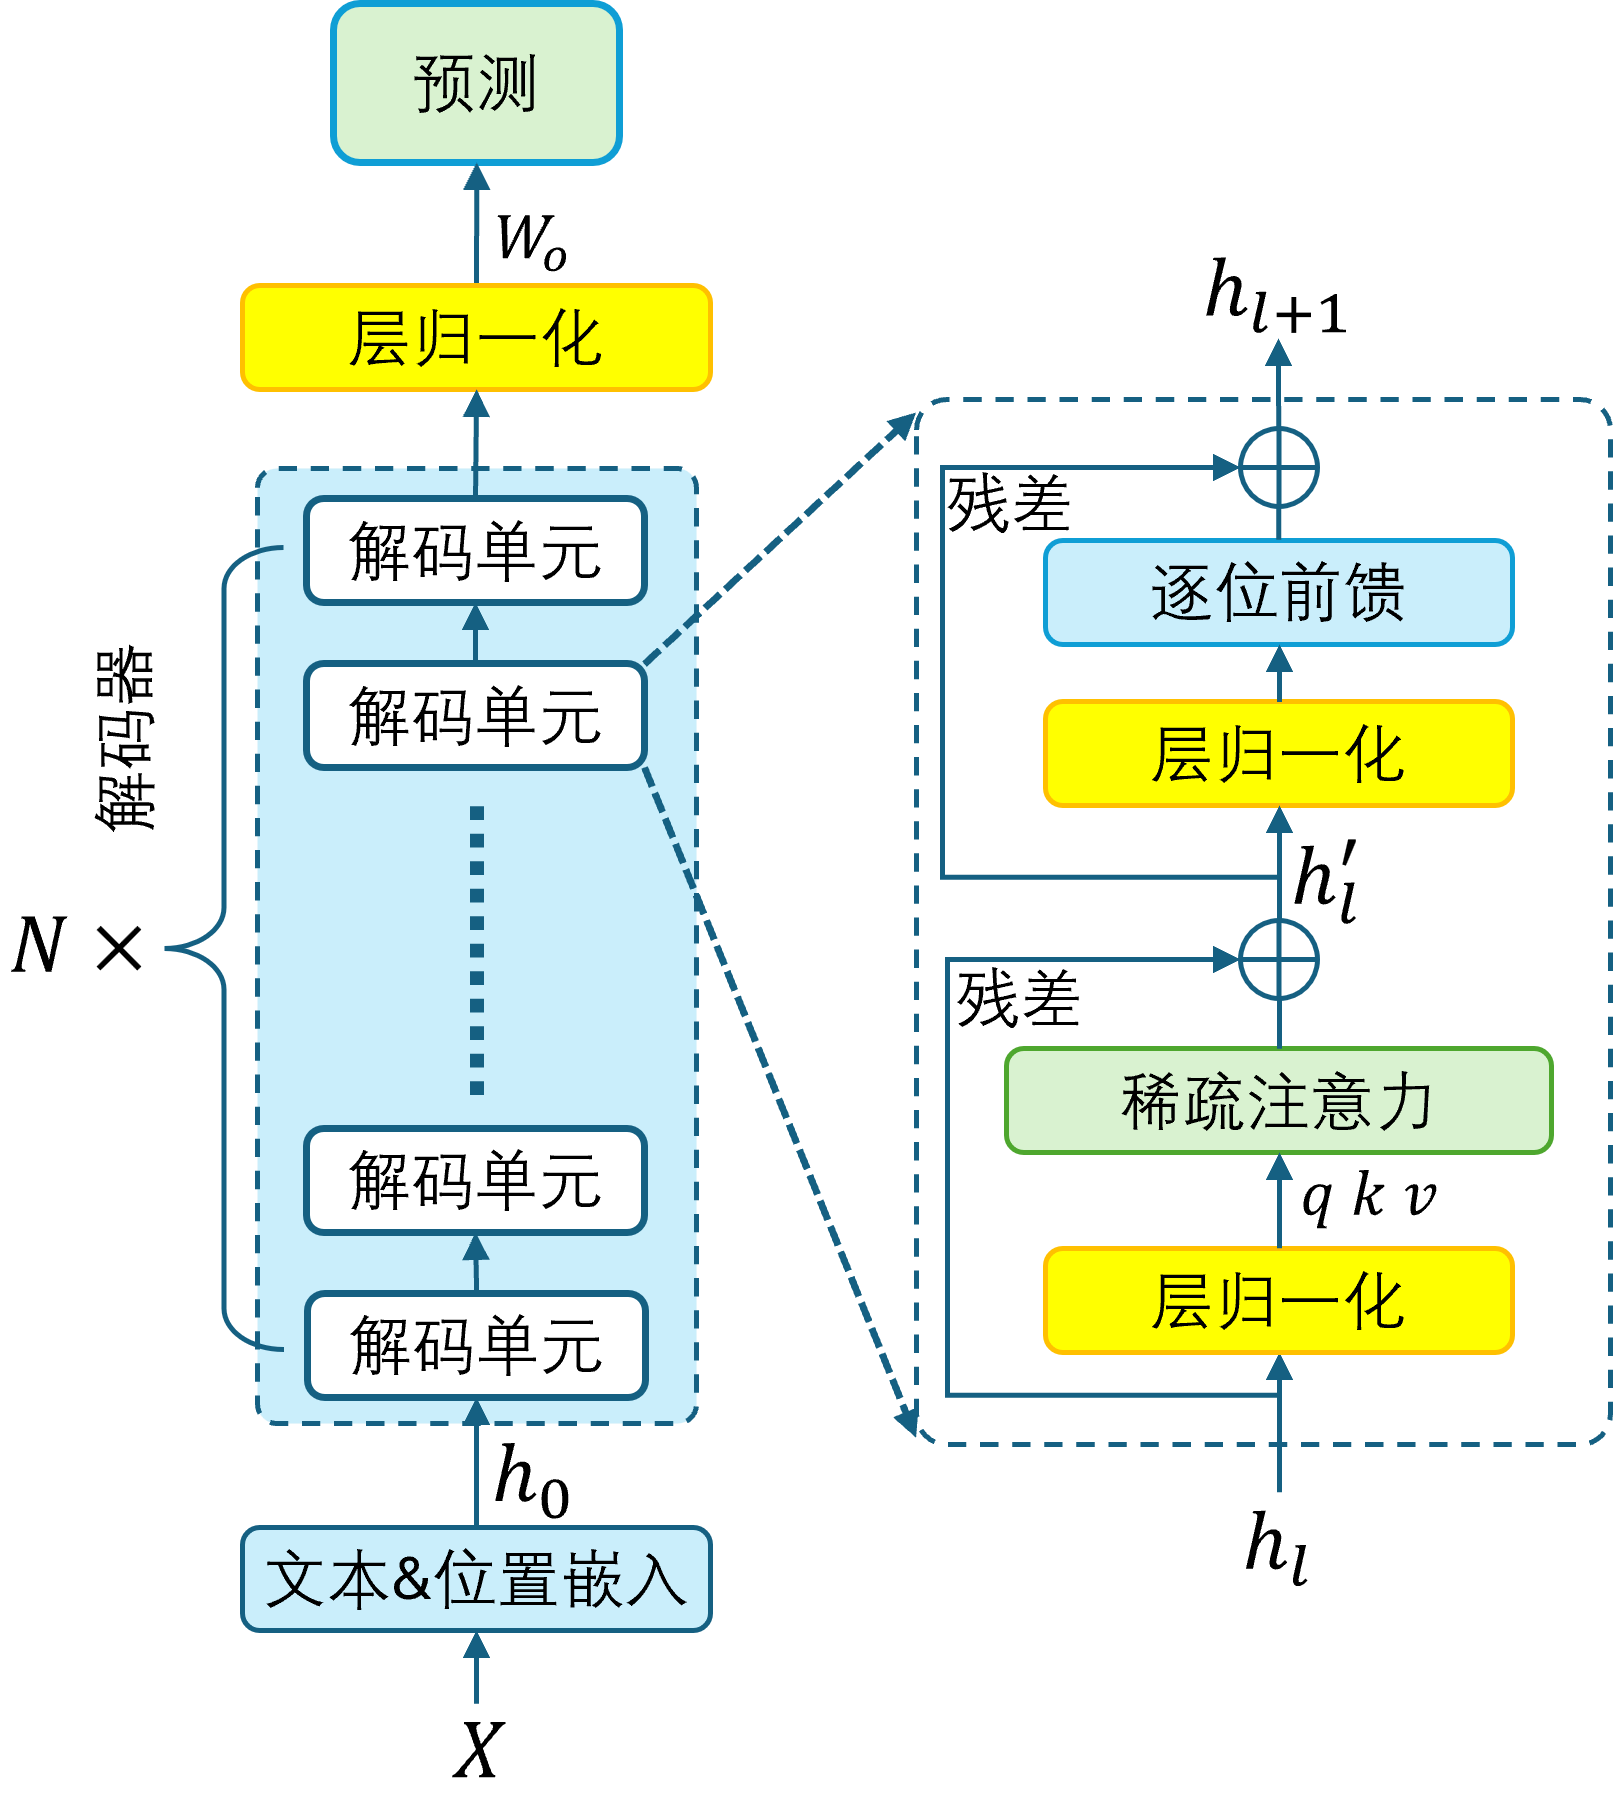 预测
W_o
层归一化
解码单元
解码单元
解码器
N ×
解码单元
解码单元
h_0
文本&位置嵌入
X
h_{l+1}
残差
逐位前馈
层归一化
h'_l
残差
稀疏注意力
q k v
层归一化
h_l